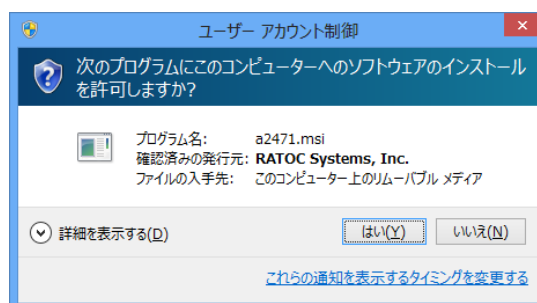 ユーザー アカウント制御
次のプログラムにこのコンピューターへのソフトウェアのインストール
を許可しますか?
プログラム名: a2471.msi
確認済みの発行元: RATOC Systems, Inc.
ファイルの入手先: このコンピューター上のリムーバブル メディア
詳細を表示する(D)
はい(Y)
いいえ(N)
これらの通知を表示するタイミングを変更する